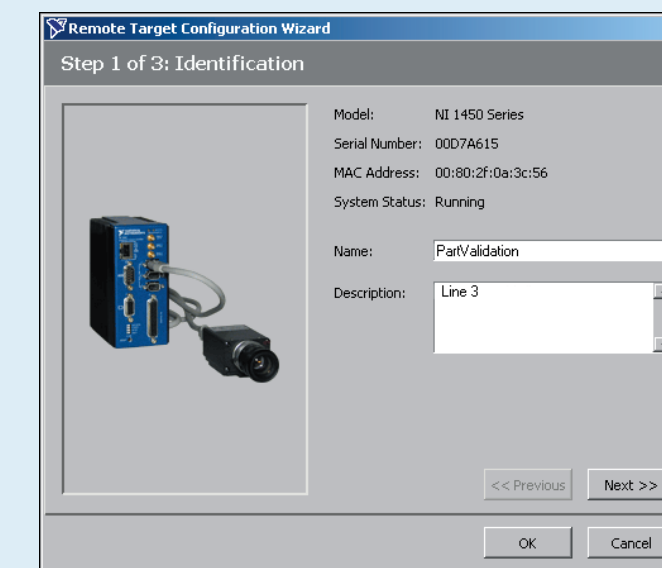 Remote Target Configuration Wiza
Step 1 of 3: Identification
Model: NI 1450 Series
Serial Number: 00D7A615
MAC Address: 00:80:2f:0a:3c:56
System Status: Running
Name: PartValidation
Description: Line 3
<< Previous Next >>
OK Cancel